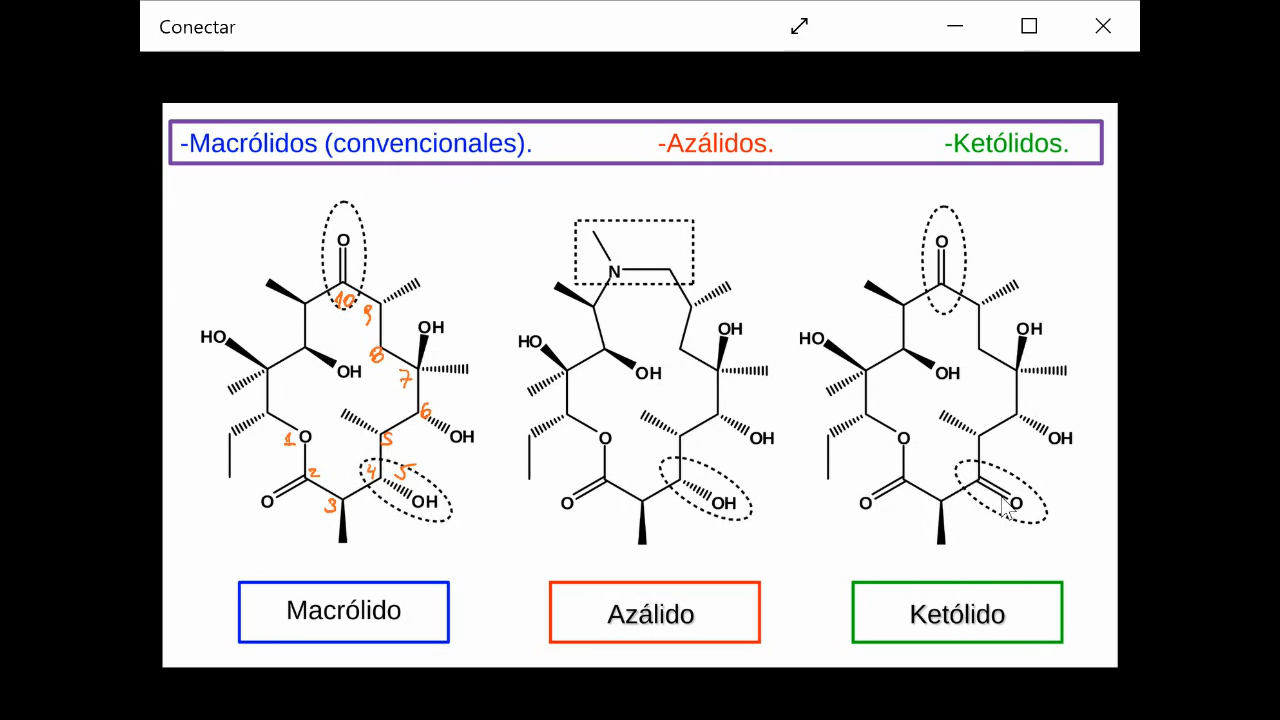 Conectar
-Macrólidos (convencionales). -Azálidos. -Ketólidos.
O O
N
10 9
HO OH OH OH
8
HO HO
7
OH OH OH
6
1 O 5 OH O OH O OH
2 4 5
O 3 OH O OH O O
Macrólido Azálido Ketólido